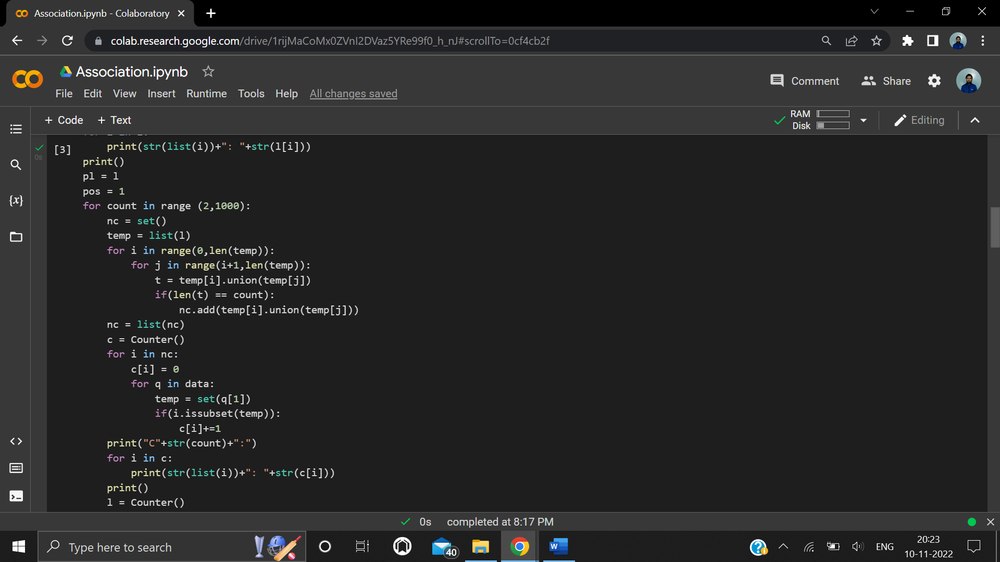 Association.ipynb - Colaboratory
colab.research.google.com/drive/1rijMaCoMx0ZVnI2DVaz5YRe99f0_h_nJ#scrollTo=0cf4cb2f
Association.ipynb
Comment
Share
File Edit View Insert Runtime Tools Help All changes saved
+ Code + Text
RAM
Disk
Editing
[3]
0s
print(str(list(i))+": "+str(l[i]))
print()
pl = l
pos = 1
for count in range (2,1000):
nc = set()
temp = list(l)
for i in range(0,len(temp)):
for j in range(i+1,len(temp)):
t = temp[i].union(temp[j])
if(len(t) == count):
nc.add(temp[i].union(temp[j]))
nc = list(nc)
c = Counter()
for i in nc:
c[i] = 0
for q in data:
temp = set(q[1])
if(i.issubset(temp)):
c[i]+=1
print("C"+str(count)+":")
for i in c:
print(str(list(i))+": "+str(c[i]))
print()
l = Counter()
0s completed at 8:17 PM
Type here to search
40
ENG
20:23
10-11-2022